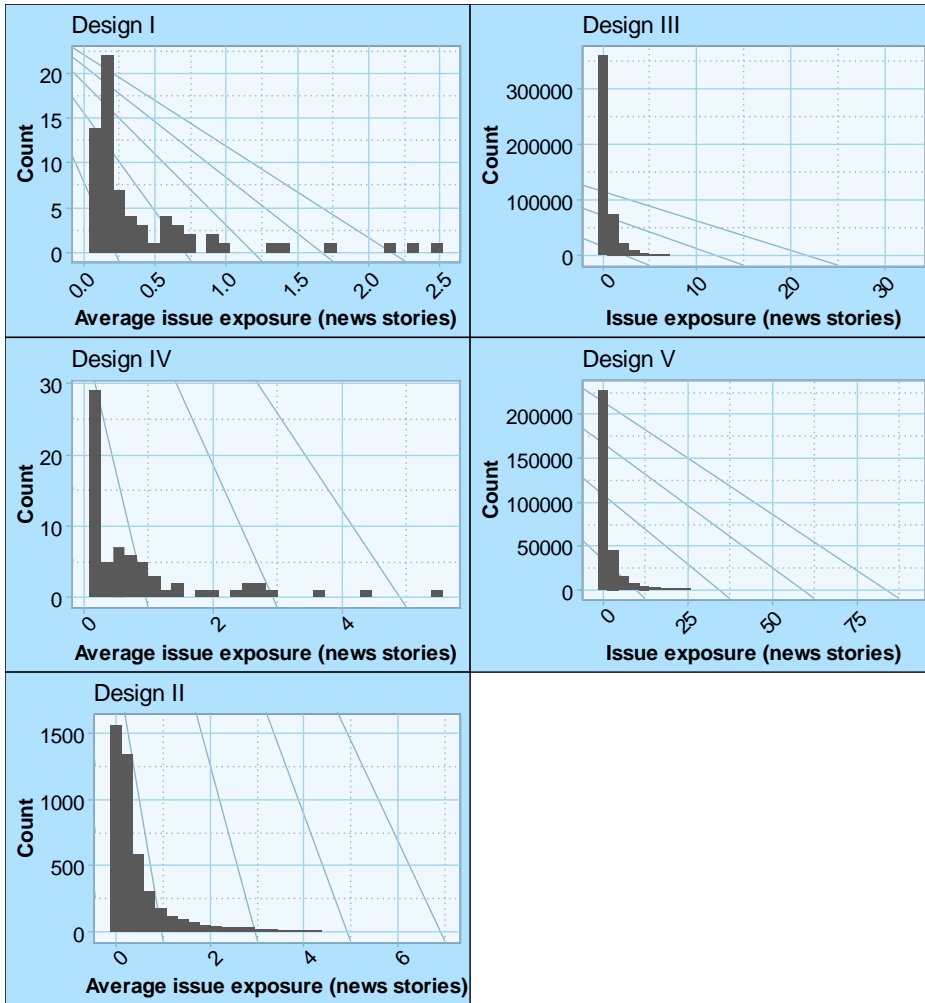 Design I
20
15
10
5
0
Count
0.0 0.5 1.0 1.5 2.0 2.5
Average issue exposure (news stories)
Design III
300000
200000
100000
0
Count
0 10 20 30
Issue exposure (news stories)
Design IV
30
20
10
0
Count
0 2 4
Average issue exposure (news stories)
Design V
200000
150000
100000
50000
0
Count
0 25 50 75
Issue exposure (news stories)
Design II
1500
1000
500
0
Count
0 2 4 6
Average issue exposure (news stories)